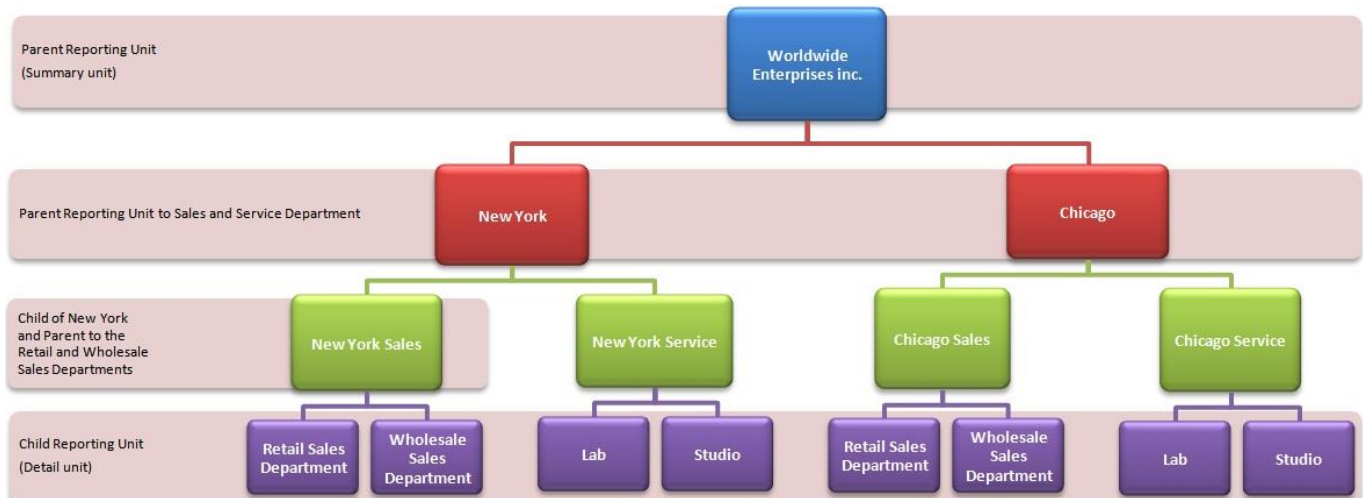 Parent Reporting Unit
(Summary unit)
Worldwide
Enterprises inc.
Parent Reporting Unit to Sales and Service Department
New York
Chicago
Child of New York
and Parent to the
Retail and Wholesale
Sales Departments
New York Sales
New York Service
Chicago Sales
Chicago Service
Child Reporting Unit
(Detail unit)
Retail Sales
Department
Wholesale
Sales
Department
Lab
Studio
Retail Sales
Department
Wholesale
Sales
Department
Lab
Studio